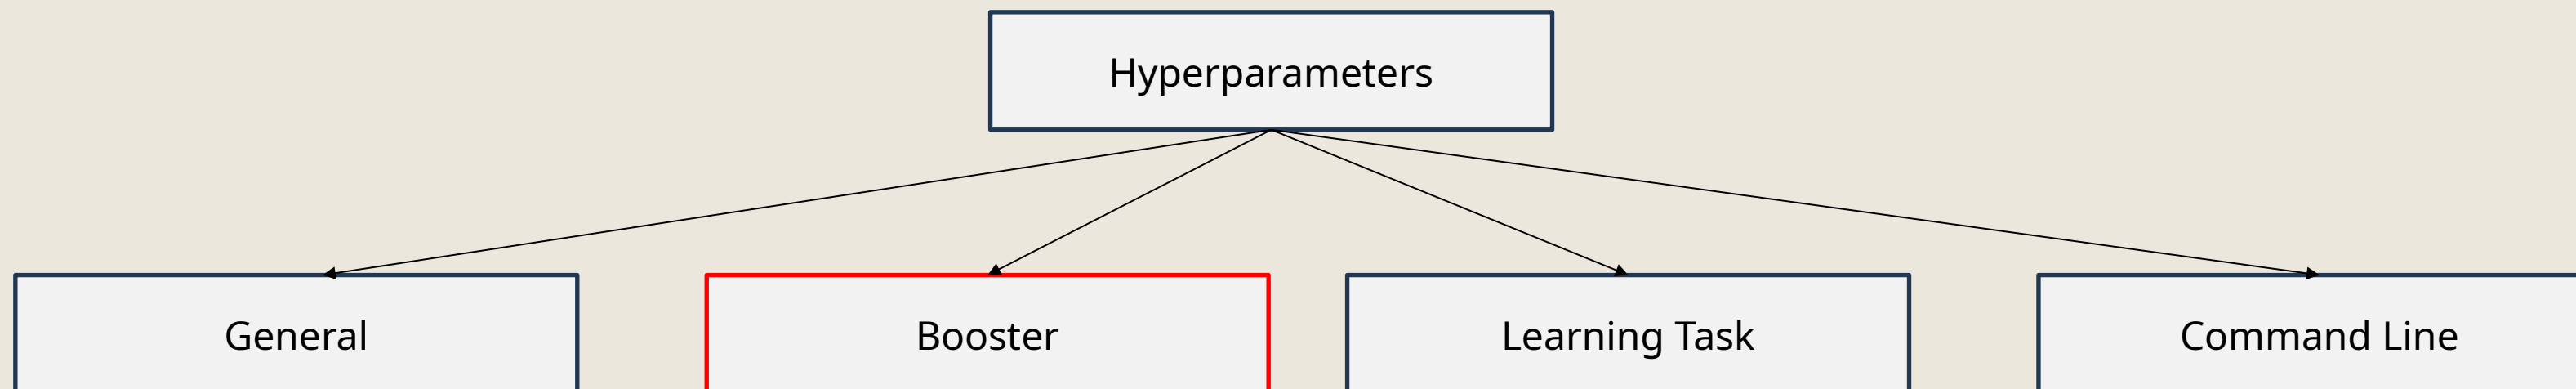 Hyperparameters
General
Booster
Learning Task
Command Line